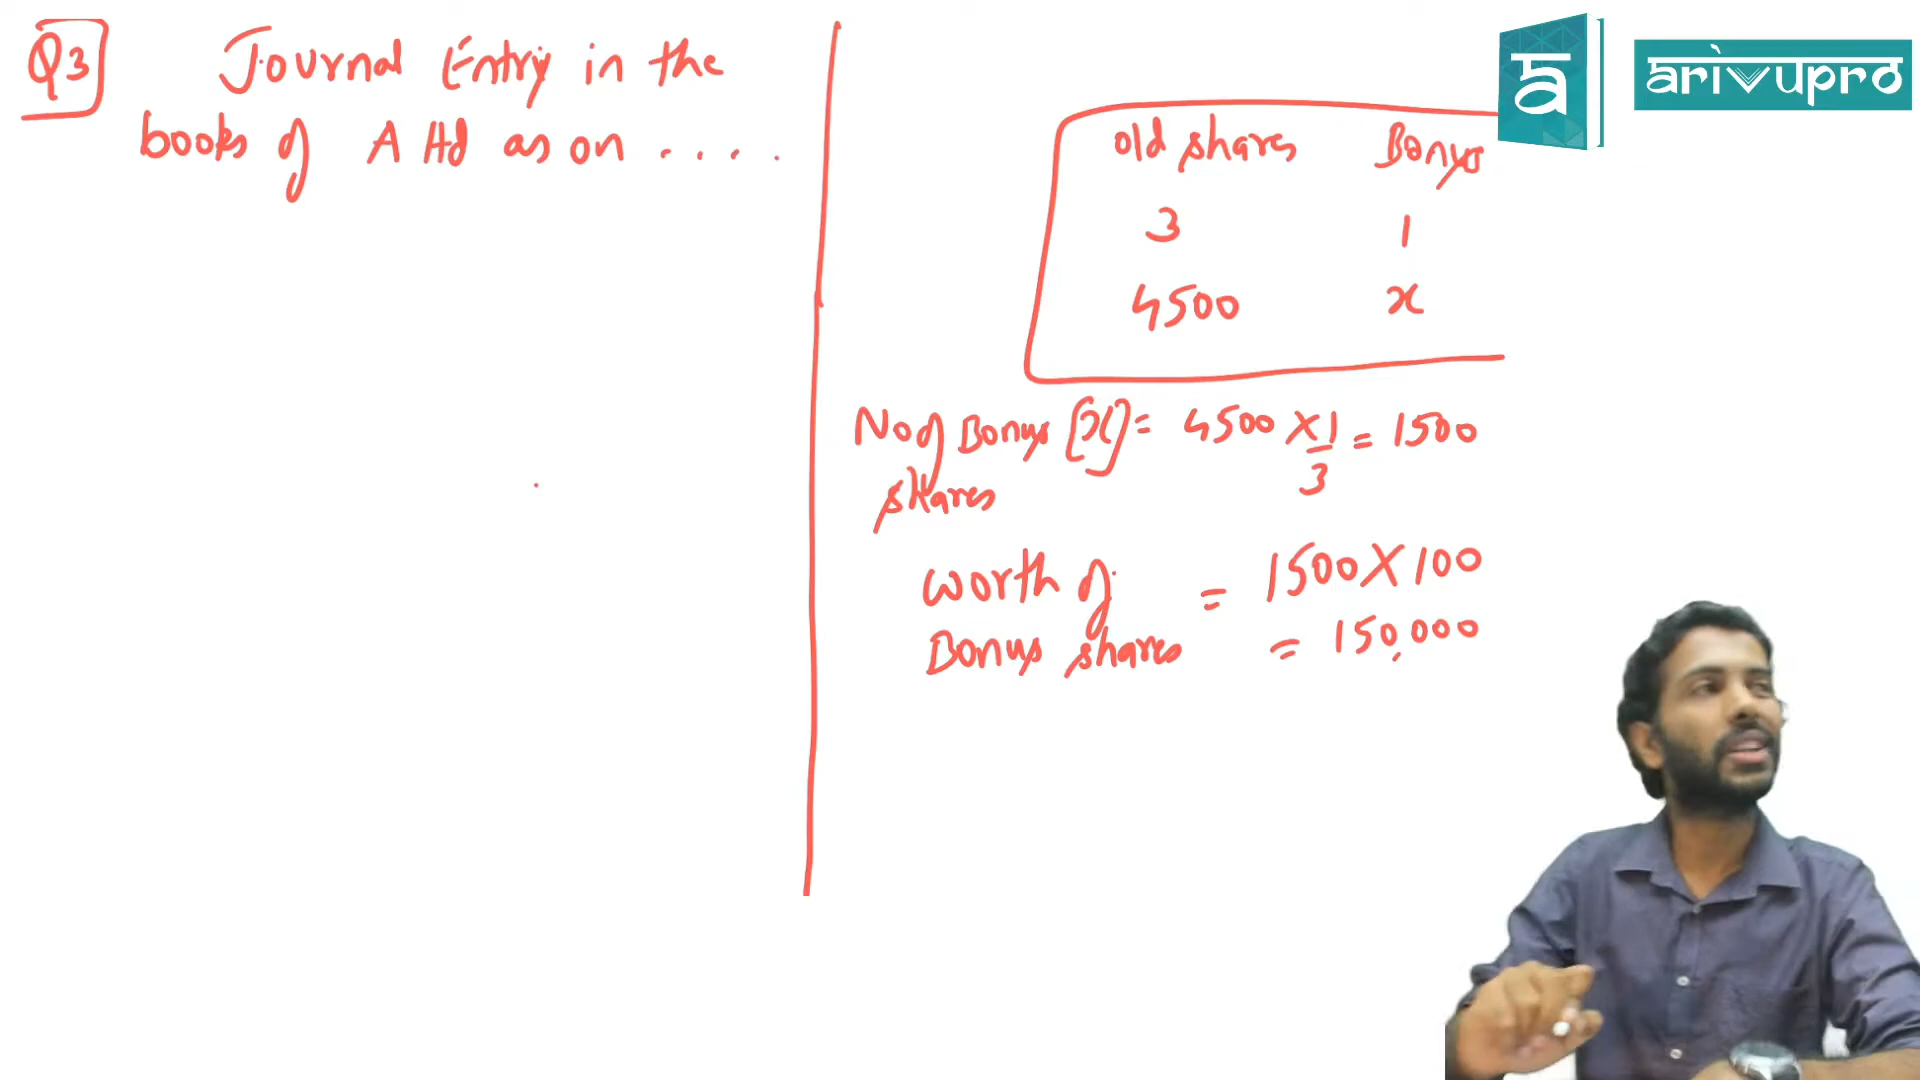 Q3
Journal Entry in the
books of A Ltd as on ....
old shares Bonus
3 1
4500 x
No of Bonus [x] = 4500 × 1/3 = 1500
shares
worth of = 1500 × 100
Bonus shares = 150,000
a
arivupro